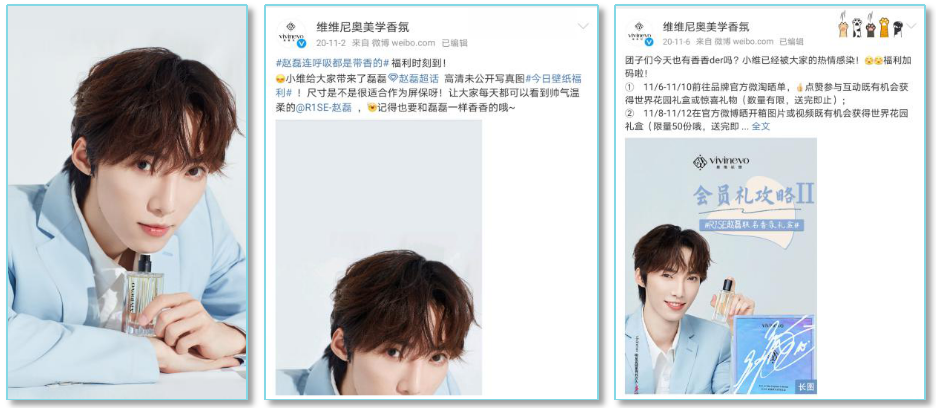 vivinevo
维维尼奥美学香氛
20-11-2 来自 微博 weibo.com 已编辑
#赵磊连呼吸都是带香的# 福利时刻到!
小维给大家带来了磊磊赵磊超话 高清未公开写真图#今日壁纸福
利# !尺寸是不是很适合作为屏保呀!让大家每天都可以看到帅气温
柔的@R1SE-赵磊 ,记得也要和磊磊一样香香的哦~
vivinevo
维维尼奥美学香氛
20-11-6 来自 微博 weibo.com 已编辑
团子们今天也有香香der吗?小维已经被大家的热情感染!福利加
码啦!
① 11/6-11/10前往品牌官方微淘晒单,点赞参与互动既有机会获
得世界花园礼盒或惊喜礼物(数量有限,送完即止);
② 11/8-11/12在官方微博晒开箱图片或视频既有机会获得世界花园
礼盒(限量50份哦,送完即 ... 全文
vivinevo
会员礼攻略II
#R1SE赵磊联名香氛礼盒#
vivinevo
长图